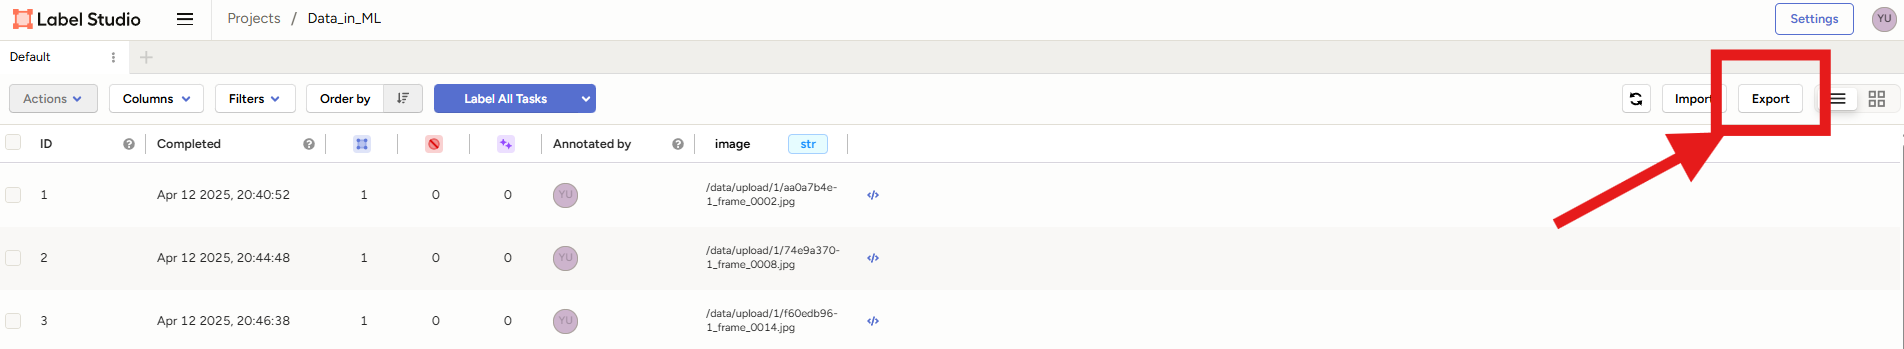 Label Studio Projects / Data_in_ML Settings YU
Default
Actions Columns Filters Order by Label All Tasks Import Export
ID Completed Annotated by image str
1 Apr 12 2025, 20:40:52 1 0 0 YU /data/upload/1/aa0a7b4e-
1_frame_0002.jpg
2 Apr 12 2025, 20:44:48 1 0 0 YU /data/upload/1/74e9a370-
1_frame_0008.jpg
3 Apr 12 2025, 20:46:38 1 0 0 YU /data/upload/1/f60edb96-
1_frame_0014.jpg